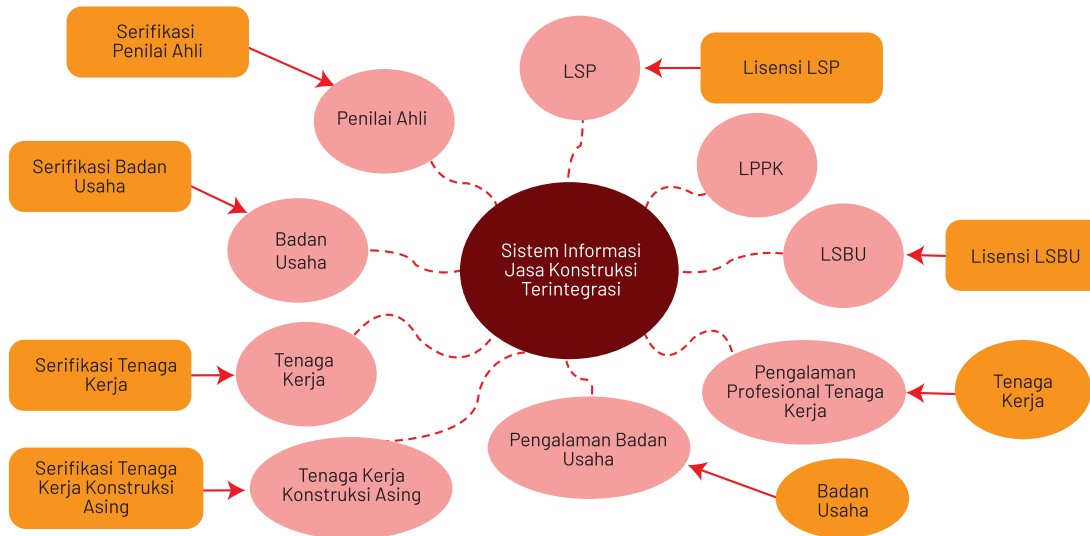 Serifikasi
Penilai Ahli
LSP
Lisensi LSP
Penilai Ahli
LPPK
Serifikasi Badan
Usaha
Badan
Usaha
Sistem Informasi
Jasa Konstruksi
Terintegrasi
LSBU
Lisensi LSBU
Serifikasi Tenaga
Kerja
Tenaga
Kerja
Pengalaman
Profesional Tenaga
Kerja
Tenaga
Kerja
Serifikasi Tenaga
Kerja Konstruksi
Asing
Tenaga Kerja
Konstruksi Asing
Pengalaman Badan
Usaha
Badan
Usaha